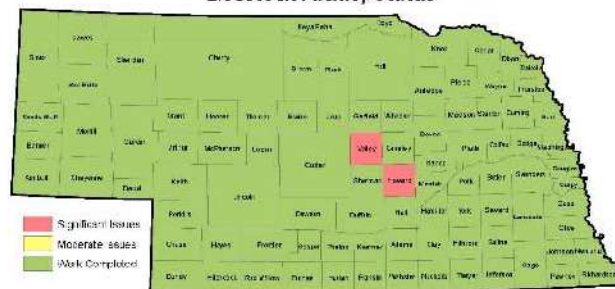 Keya Paha
Boyd
Dawes
Sioux
Sheridan
Cherry
Knox
Cedar
Dixon
Dakota
Brown
Rock
Holt
Pierce
Wayne
Thurston
Antelope
Box Butte
Scotts Bluff
Grant
Hooker
Thomas
Blaine
Loup
Garfield
Wheeler
Madison
Stanton
Cuming
Burt
Banner
Morrill
Garden
Arthur
McPherson
Logan
Custer
Valley
Greeley
Boone
Platte
Colfax
Dodge
Washington
Nance
Kimball
Cheyenne
Deuel
Keith
Lincoln
Sherman
Howard
Merrick
Polk
Butler
Saunders
Douglas
Sarpy
Perkins
Dawson
Buffalo
Hall
Hamilton
York
Seward
Lancaster
Cass
Otoe
Significant Issues
Moderate Issues
Work Completed
Chase
Hayes
Frontier
Gosper
Phelps
Kearney
Adams
Clay
Fillmore
Saline
Gage
Johnson
Nemaha
Dundy
Hitchcock
Red Willow
Furnas
Harlan
Franklin
Webster
Nuckolls
Thayer
Jefferson
Pawnee
Richardson